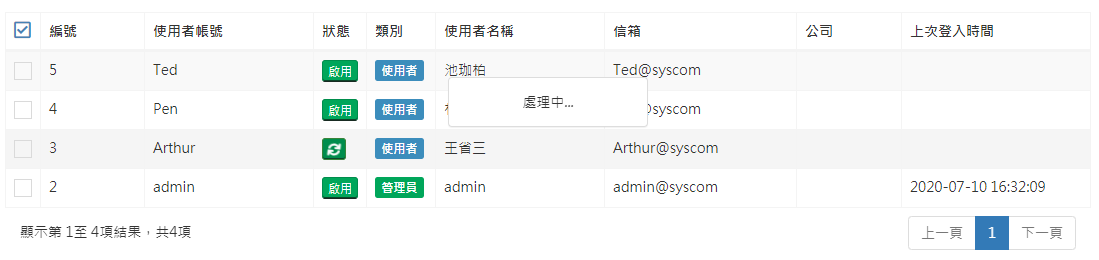 編號 使用者帳號 狀態 類別 使用者名稱 信箱 公司 上次登入時間
5 Ted 啟用 使用者 池珈柏 Ted@syscom
處理中...
4 Pen 啟用 使用者 @syscom
3 Arthur 使用者 王省三 Arthur@syscom
2 admin 啟用 管理員 admin admin@syscom 2020-07-10 16:32:09
顯示第 1至 4項結果，共4項 上一頁 1 下一頁